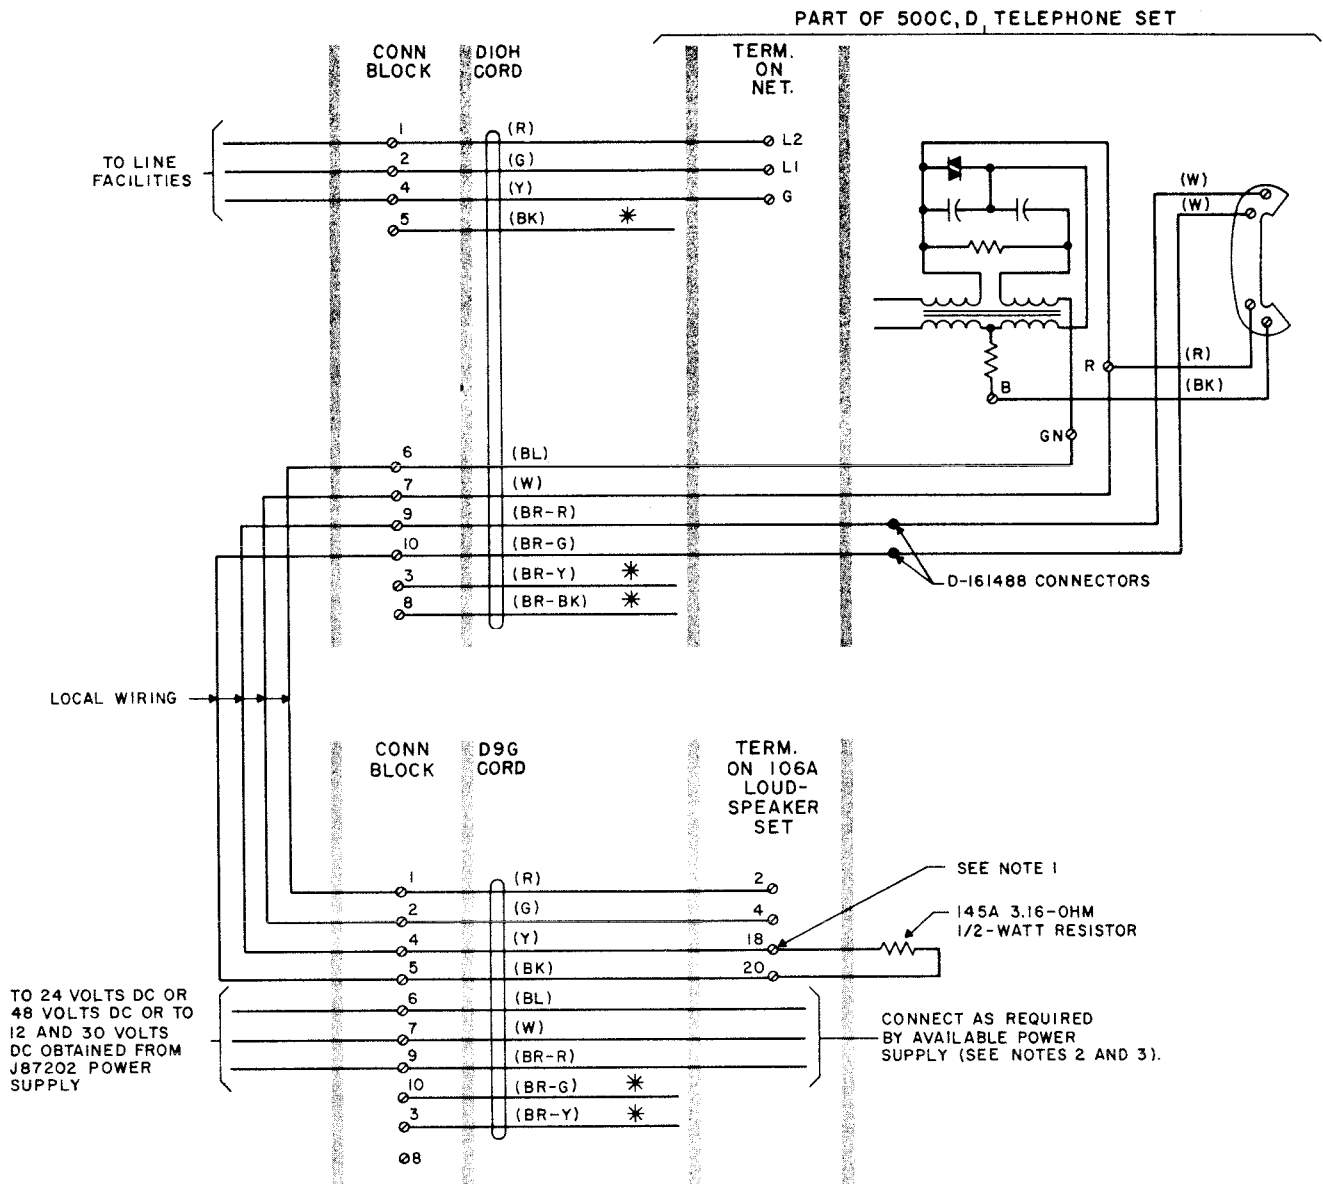 PART OF 500C, D, TELEPHONE SET
CONN
BLOCK
D10H
CORD
TERM.
ON
NET.
TO LINE
FACILITIES
1
(R)
L2
2
(G)
L1
4
(Y)
G
5
(BK)
*
(W)
(W)
R
(R)
B
(BK)
GN
6
(BL)
7
(W)
9
(BR-R)
10
(BR-G)
3
(BR-Y)
*
8
(BR-BK)
*
D-161488 CONNECTORS
LOCAL WIRING
CONN
BLOCK
D9G
CORD
TERM.
ON 106A
LOUD-
SPEAKER
SET
1
(R)
2
SEE NOTE 1
2
(G)
4
145A 3.16-OHM
1/2-WATT RESISTOR
4
(Y)
18
5
(BK)
20
TO 24 VOLTS DC OR
48 VOLTS DC OR TO
12 AND 30 VOLTS
DC OBTAINED FROM
J87202 POWER
SUPPLY
6
(BL)
7
(W)
9
(BR-R)
CONNECT AS REQUIRED
BY AVAILABLE POWER
SUPPLY (SEE NOTES 2 AND 3).
10
(BR-G)
*
3
(BR-Y)
*
8